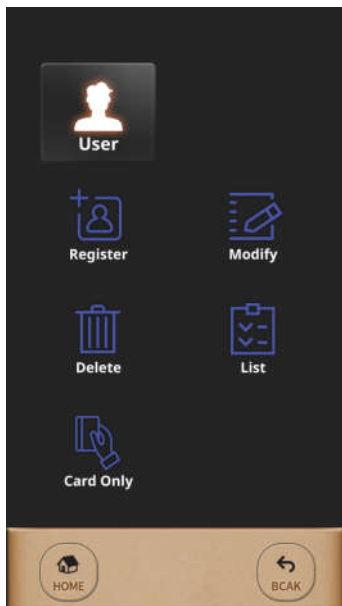 User
Register
Modify
Delete
List
Card Only
HOME
BCAK